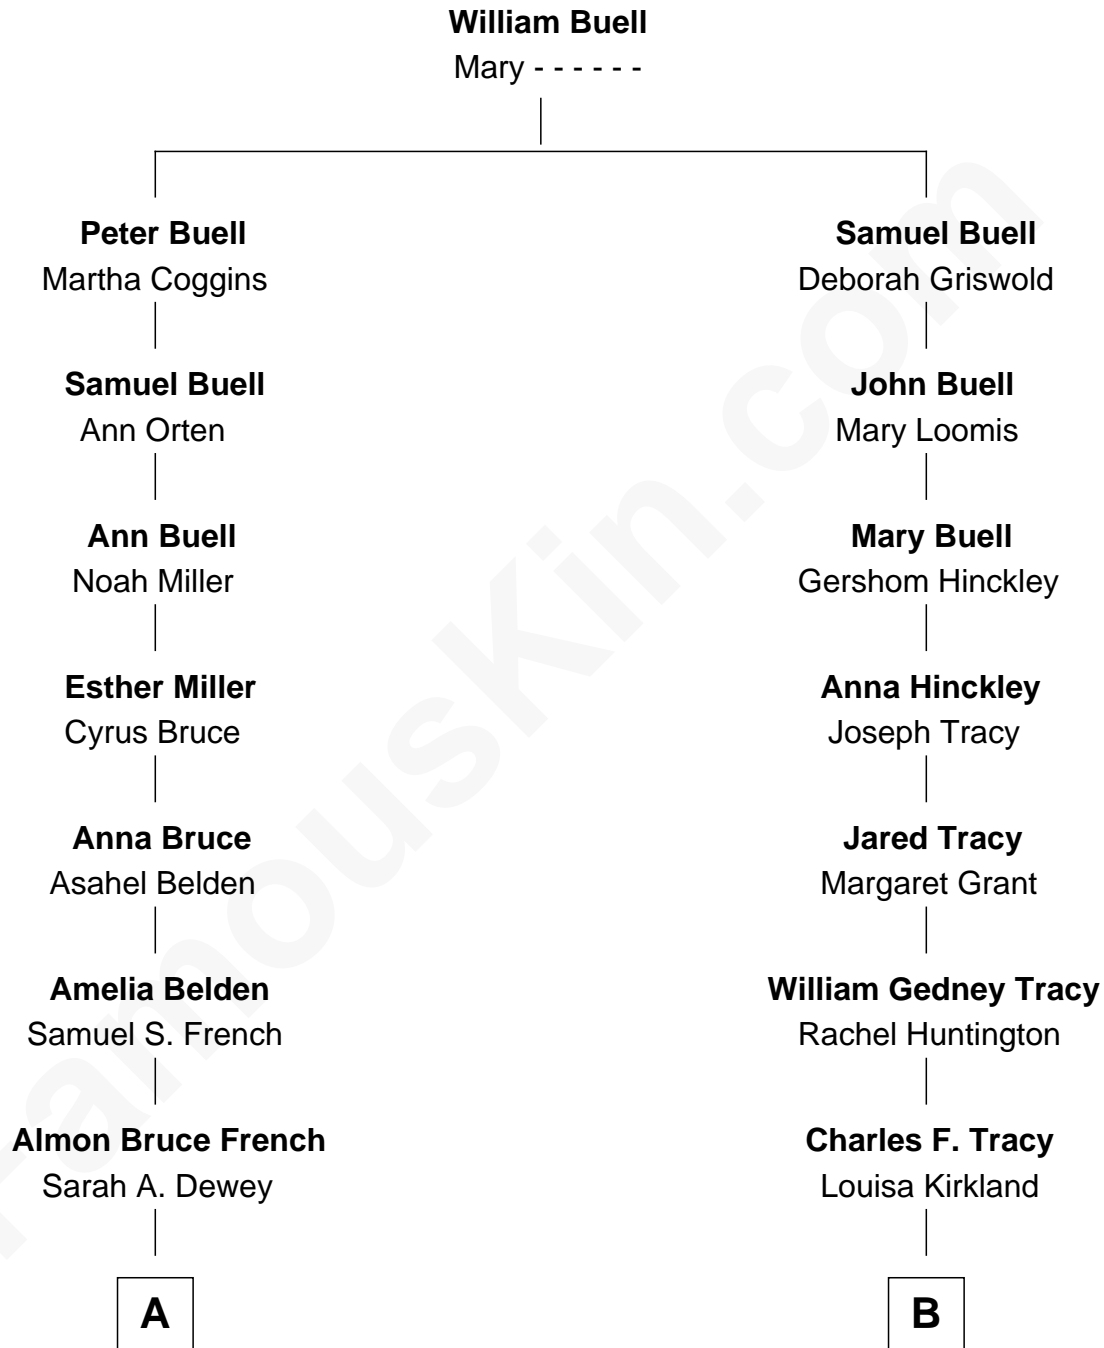 William Buell
Mary - - - - - -
Peter Buell
Martha Coggins
Samuel Buell
Deborah Griswold
Samuel Buell
Ann Orten
John Buell
Mary Loomis
Ann Buell
Noah Miller
Mary Buell
Gershom Hinckley
Esther Miller
Cyrus Bruce
Anna Hinckley
Joseph Tracy
Anna Bruce
Asahel Belden
Jared Tracy
Margaret Grant
Amelia Belden
Samuel S. French
William Gedney Tracy
Rachel Huntington
Almon Bruce French
Sarah A. Dewey
Charles F. Tracy
Louisa Kirkland
A
B
FamousKin.com